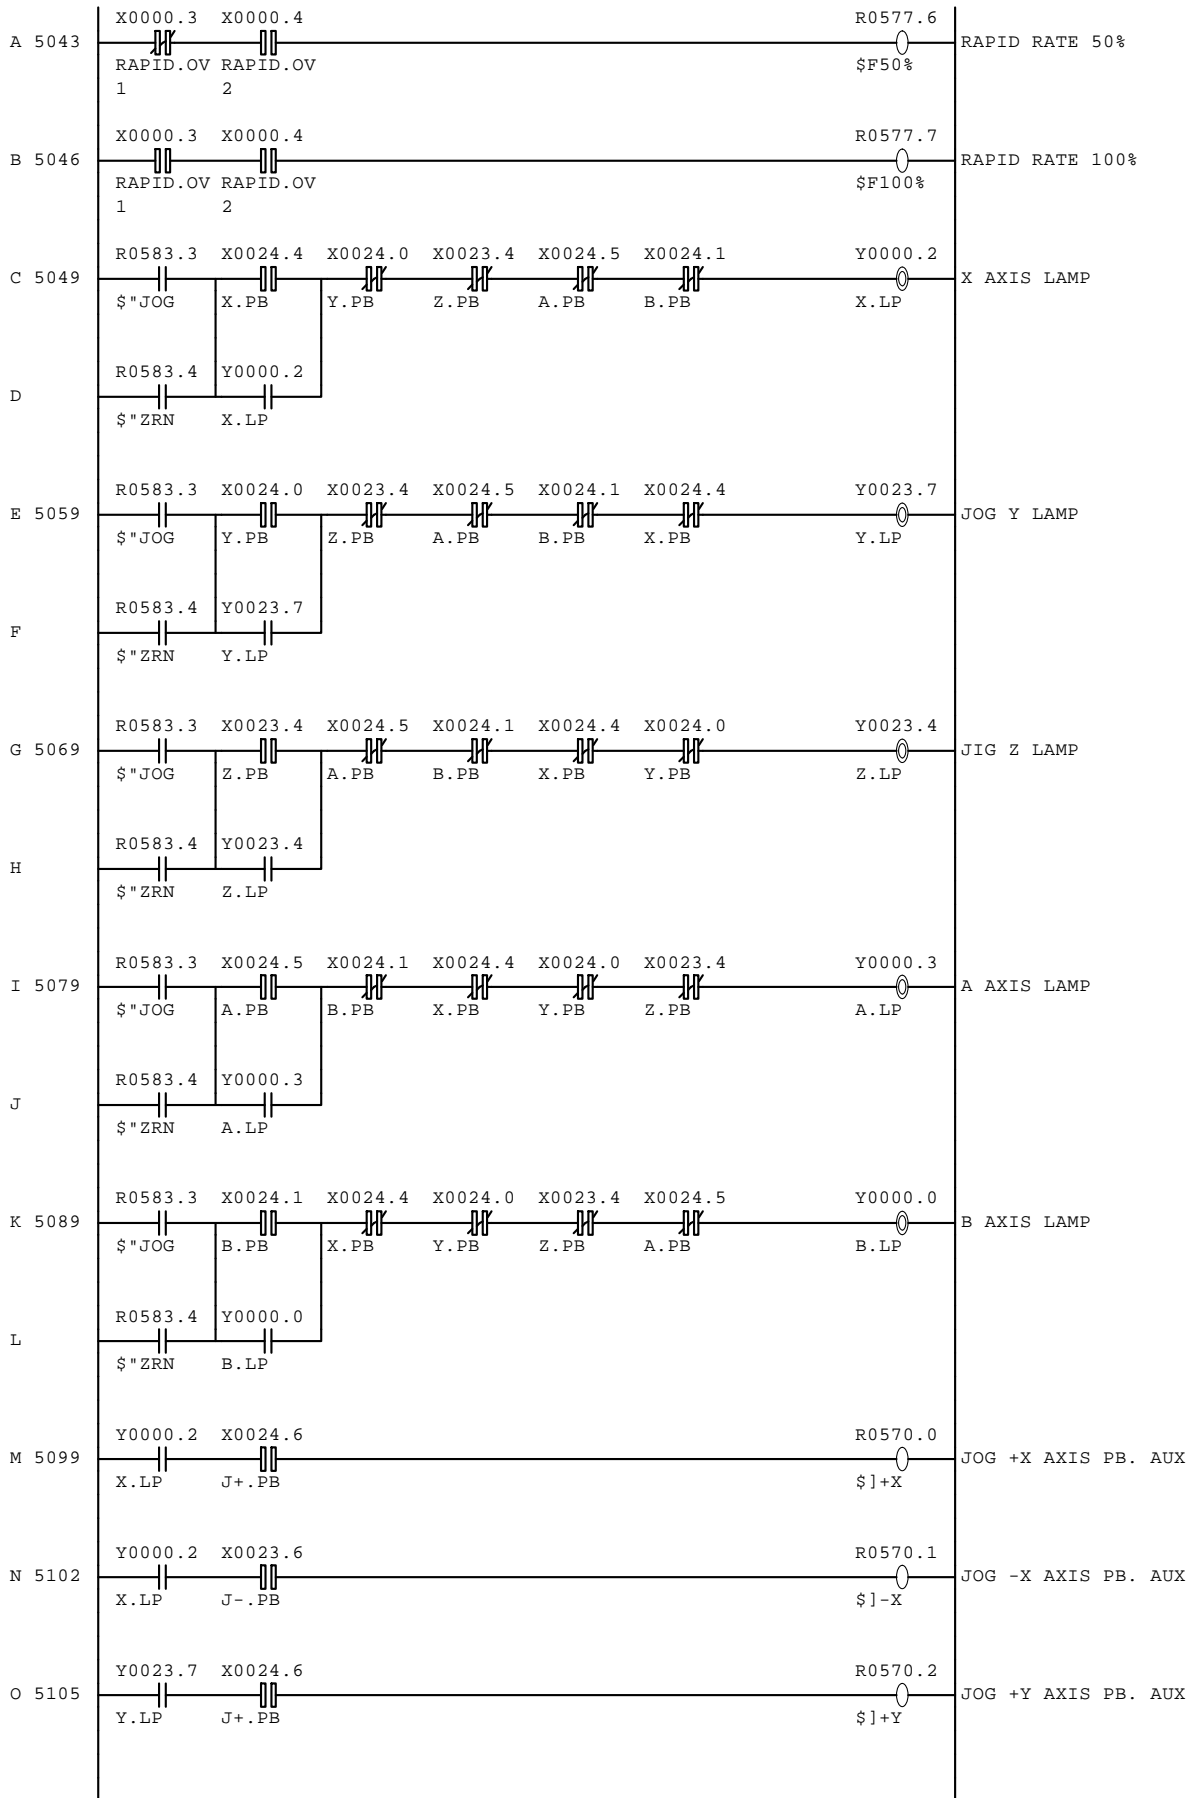 X0000.3 X0000.4 R0577.6
A 5043 RAPID RATE 50%
RAPID.OV RAPID.OV $F50%
1 2
X0000.3 X0000.4 R0577.7
B 5046 RAPID RATE 100%
RAPID.OV RAPID.OV $F100%
1 2
R0583.3 X0024.4 X0024.0 X0023.4 X0024.5 X0024.1 Y0000.2
C 5049 X AXIS LAMP
$"JOG X.PB Y.PB Z.PB A.PB B.PB X.LP
R0583.4 Y0000.2
D
$"ZRN X.LP
R0583.3 X0024.0 X0023.4 X0024.5 X0024.1 X0024.4 Y0023.7
E 5059 JOG Y LAMP
$"JOG Y.PB Z.PB A.PB B.PB X.PB Y.LP
R0583.4 Y0023.7
F
$"ZRN Y.LP
R0583.3 X0023.4 X0024.5 X0024.1 X0024.4 X0024.0 Y0023.4
G 5069 JIG Z LAMP
$"JOG Z.PB A.PB B.PB X.PB Y.PB Z.LP
R0583.4 Y0023.4
H
$"ZRN Z.LP
R0583.3 X0024.5 X0024.1 X0024.4 X0024.0 X0023.4 Y0000.3
I 5079 A AXIS LAMP
$"JOG A.PB B.PB X.PB Y.PB Z.PB A.LP
R0583.4 Y0000.3
J
$"ZRN A.LP
R0583.3 X0024.1 X0024.4 X0024.0 X0023.4 X0024.5 Y0000.0
K 5089 B AXIS LAMP
$"JOG B.PB X.PB Y.PB Z.PB A.PB B.LP
R0583.4 Y0000.0
L
$"ZRN B.LP
Y0000.2 X0024.6 R0570.0
M 5099 JOG +X AXIS PB. AUX
X.LP J+.PB $]+X
Y0000.2 X0023.6 R0570.1
N 5102 JOG -X AXIS PB. AUX
X.LP J-.PB $]-X
Y0023.7 X0024.6 R0570.2
O 5105 JOG +Y AXIS PB. AUX
Y.LP J+.PB $]+Y